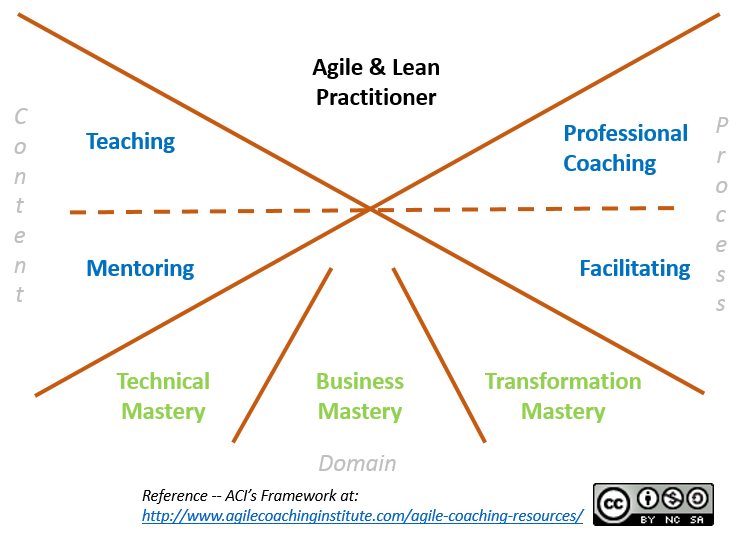 Agile & Lean
Practitioner
Content
Process
Teaching
Professional
Coaching
Mentoring
Facilitating
Technical
Mastery
Business
Mastery
Transformation
Mastery
Domain
Reference -- ACI's Framework at:
http://www.agilecoachinginstitute.com/agile-coaching-resources/
cc
BY NC SA